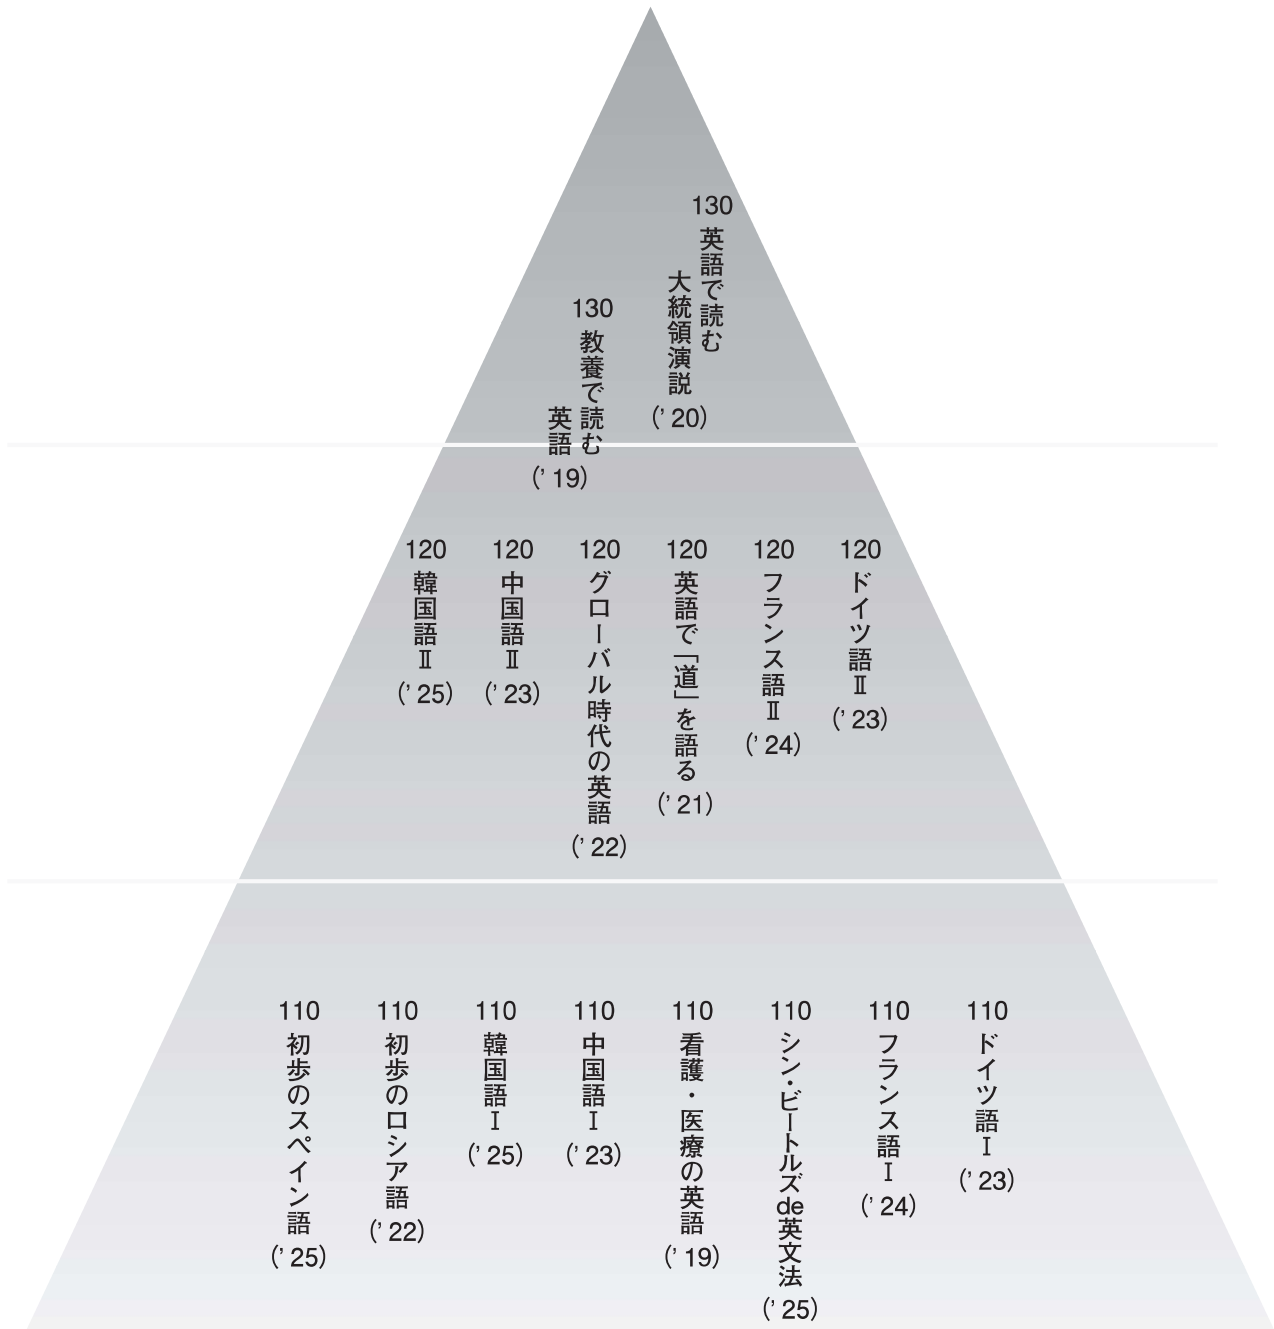 130
英語で読む
大統領演説
(’20)
130
教養で読む
英語
(’19)
120
ドイツ語Ⅱ
(’23)
120
フランス語Ⅱ
(’24)
120
英語で「道」を語る
(’21)
120
グローバル時代の英語
(’22)
120
中国語Ⅱ
(’23)
120
韓国語Ⅱ
(’25)
110
ドイツ語Ⅰ
(’23)
110
フランス語Ⅰ
(’24)
110
シン・ビートルズde英文法
(’25)
110
看護・医療の英語
(’19)
110
中国語Ⅰ
(’23)
110
韓国語Ⅰ
(’25)
110
初歩のロシア語
(’22)
110
初歩のスペイン語
(’25)